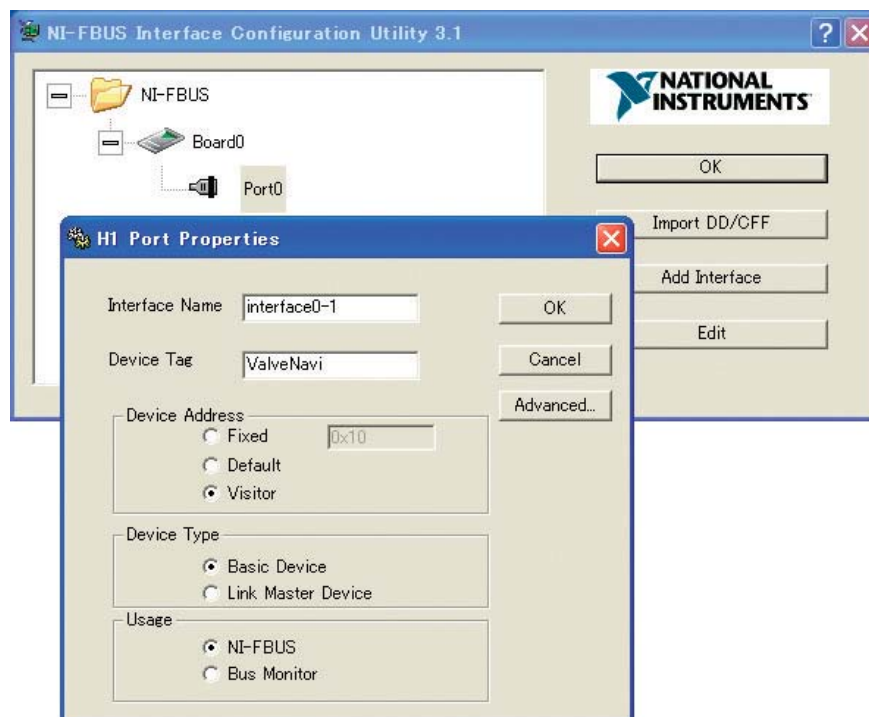 NI-FBUS Interface Configuration Utility 3.1
NI-FBUS
Board0
Port0
NATIONAL
INSTRUMENTS
OK
Import DD/CFF
Add Interface
Edit
H1 Port Properties
Interface Name interface0-1
OK
Device Tag ValveNavi
Cancel
Advanced...
Device Address
Fixed 0x10
Default
Visitor
Device Type
Basic Device
Link Master Device
Usage
NI-FBUS
Bus Monitor